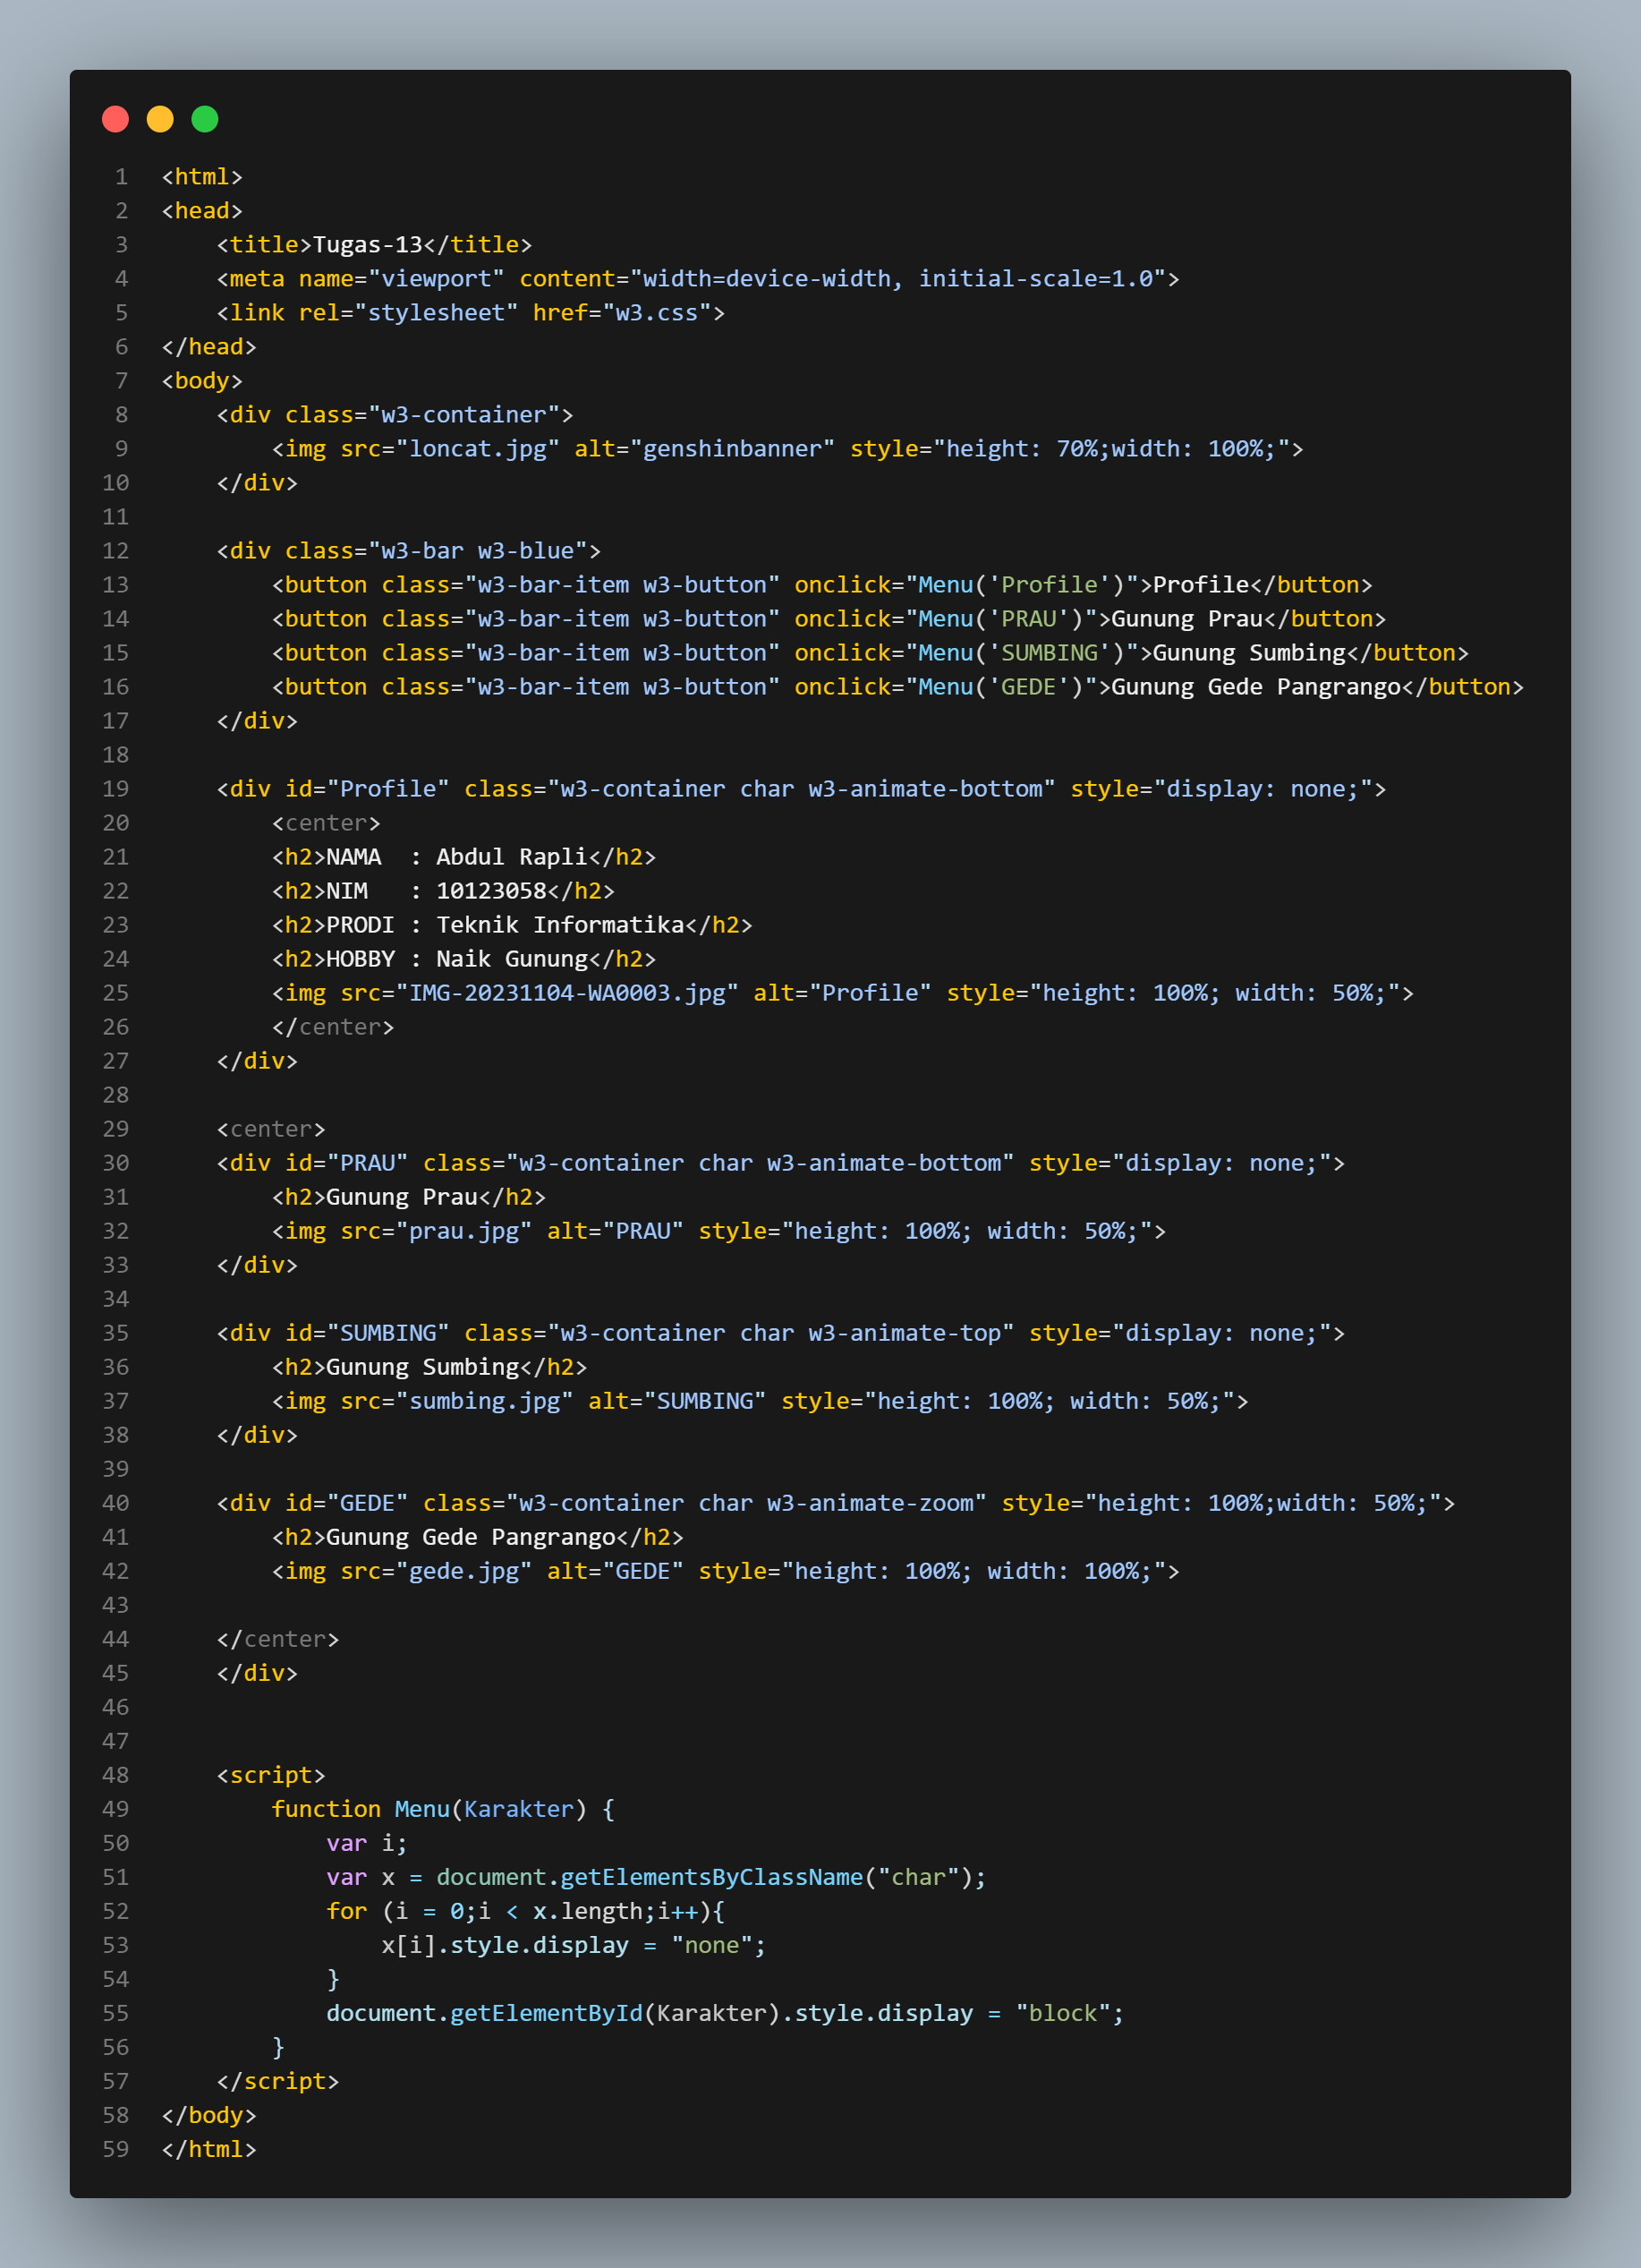 1 <html>
2 <head>
3     <title>Tugas-13</title>
4     <meta name="viewport" content="width=device-width, initial-scale=1.0">
5     <link rel="stylesheet" href="w3.css">
6 </head>
7 <body>
8     <div class="w3-container">
9         <img src="loncat.jpg" alt="genshinbanner" style="height: 70%;width: 100%;">
10     </div>
11
12     <div class="w3-bar w3-blue">
13         <button class="w3-bar-item w3-button" onclick="Menu('Profile')">Profile</button>
14         <button class="w3-bar-item w3-button" onclick="Menu('PRAU')">Gunung Prau</button>
15         <button class="w3-bar-item w3-button" onclick="Menu('SUMBING')">Gunung Sumbing</button>
16         <button class="w3-bar-item w3-button" onclick="Menu('GEDE')">Gunung Gede Pangrango</button>
17     </div>
18
19     <div id="Profile" class="w3-container char w3-animate-bottom" style="display: none;">
20         <center>
21         <h2>NAMA  : Abdul Rapli</h2>
22         <h2>NIM   : 10123058</h2>
23         <h2>PRODI : Teknik Informatika</h2>
24         <h2>HOBBY : Naik Gunung</h2>
25         <img src="IMG-20231104-WA0003.jpg" alt="Profile" style="height: 100%; width: 50%;">
26         </center>
27     </div>
28
29     <center>
30     <div id="PRAU" class="w3-container char w3-animate-bottom" style="display: none;">
31         <h2>Gunung Prau</h2>
32         <img src="prau.jpg" alt="PRAU" style="height: 100%; width: 50%;">
33     </div>
34
35     <div id="SUMBING" class="w3-container char w3-animate-top" style="display: none;">
36         <h2>Gunung Sumbing</h2>
37         <img src="sumbing.jpg" alt="SUMBING" style="height: 100%; width: 50%;">
38     </div>
39
40     <div id="GEDE" class="w3-container char w3-animate-zoom" style="height: 100%;width: 50%;">
41         <h2>Gunung Gede Pangrango</h2>
42         <img src="gede.jpg" alt="GEDE" style="height: 100%; width: 100%;">
43
44     </center>
45     </div>
46
47
48     <script>
49         function Menu(Karakter) {
50             var i;
51             var x = document.getElementsByClassName("char");
52             for (i = 0;i < x.length;i++){
53                 x[i].style.display = "none";
54             }
55             document.getElementById(Karakter).style.display = "block";
56         }
57     </script>
58 </body>
59 </html>